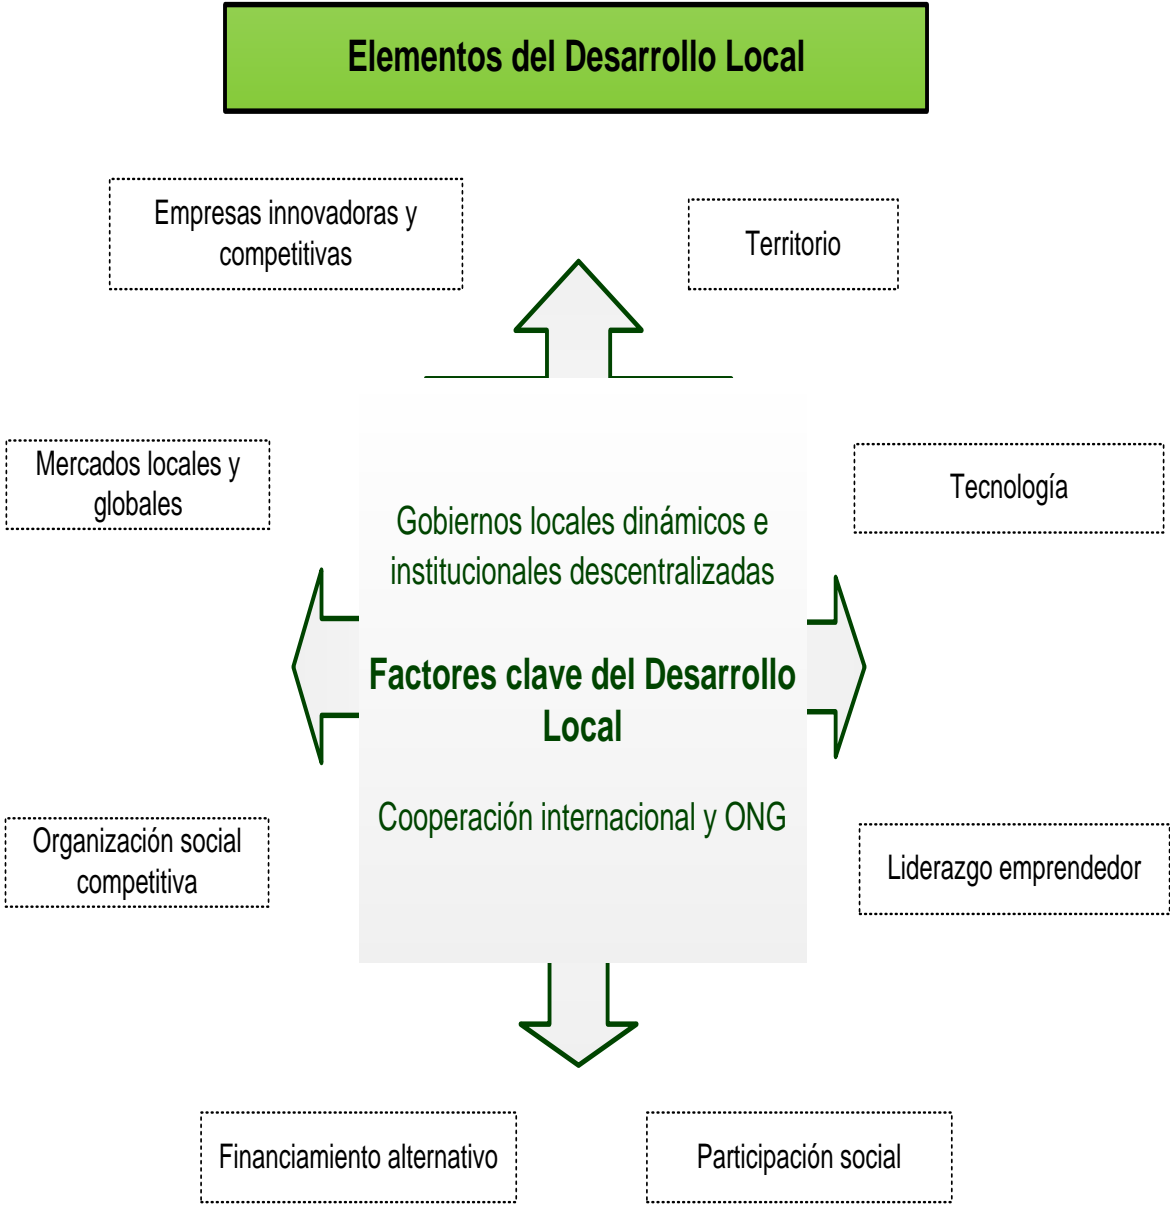 Elementos del Desarrollo Local
Empresas innovadoras y
competitivas
Territorio
Mercados locales y
globales
Tecnología
Gobiernos locales dinámicos e
institucionales descentralizadas
Factores clave del Desarrollo
Local
Cooperación internacional y ONG
Organización social
competitiva
Liderazgo emprendedor
Financiamiento alternativo
Participación social